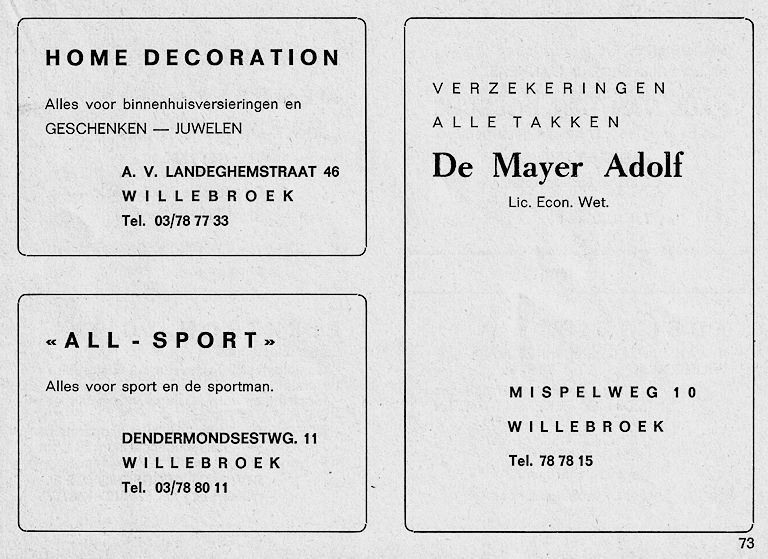 HOME DECORATION
Alles voor binnenhuisversieringen en
GESCHENKEN — JUWELEN
A. V. LANDEGHEMSTRAAT 46
WILLEBROEK
Tel. 03/78 77 33
« ALL - SPORT »
Alles voor sport en de sportman.
DENDERMONDSESTWG. 11
WILLEBROEK
Tel. 03/78 80 11
VERZEKERINGEN
ALLE TAKKEN
De Mayer Adolf
Lic. Econ. Wet.
MISPELWEG 10
WILLEBROEK
Tel. 78 78 15
73